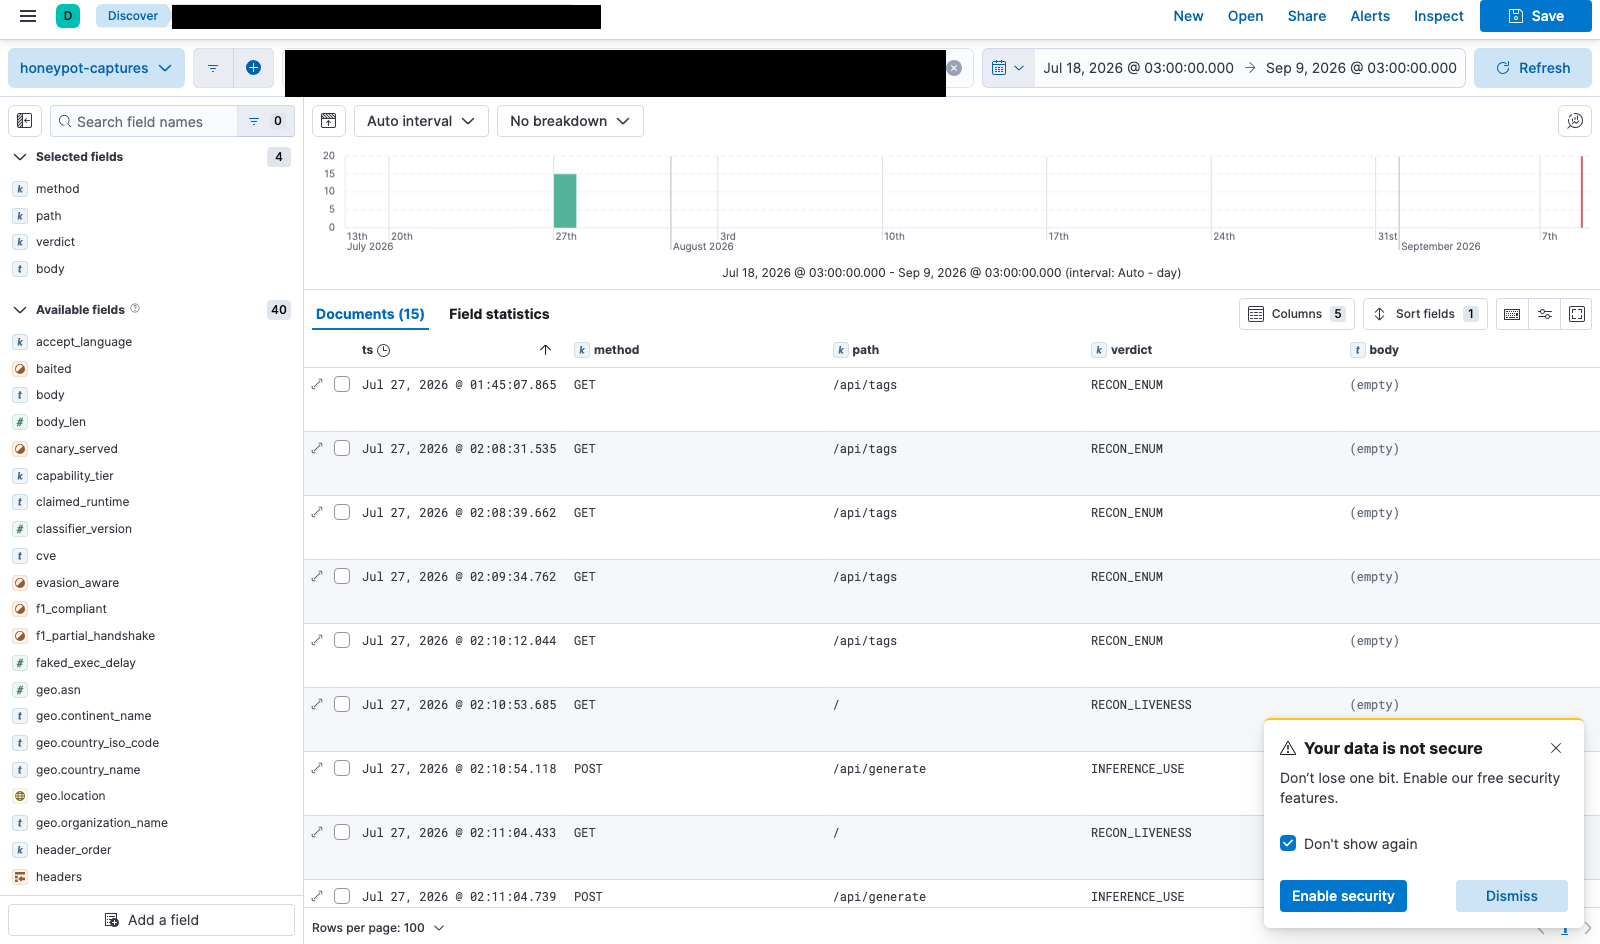 D Discover New Open Share Alerts Inspect Save
honeypot-captures Jul 18, 2026 @ 03:00:00.000 → Sep 9, 2026 @ 03:00:00.000 Refresh
Search field names 0
Selected fields 4
k method
k path
k verdict
t body
Available fields 40
k accept_language
baited
t body
# body_len
canary_served
k capability_tier
t claimed_runtime
# classifier_version
t cve
evasion_aware
f1_compliant
f1_partial_handshake
# faked_exec_delay
# geo.asn
t geo.continent_name
t geo.country_iso_code
t geo.country_name
geo.location
t geo.organization_name
k header_order
headers
Add a field
Auto interval No breakdown
20
15
10
5
0
13th 20th 27th 3rd 10th 17th 24th 31st 7th
July 2026 August 2026 September 2026
Jul 18, 2026 @ 03:00:00.000 - Sep 9, 2026 @ 03:00:00.000 (interval: Auto - day)
Documents (15) Field statistics Columns 5 Sort fields 1
ts k method k path k verdict t body
Jul 27, 2026 @ 01:45:07.865 GET /api/tags RECON_ENUM (empty)
Jul 27, 2026 @ 02:08:31.535 GET /api/tags RECON_ENUM (empty)
Jul 27, 2026 @ 02:08:39.662 GET /api/tags RECON_ENUM (empty)
Jul 27, 2026 @ 02:09:34.762 GET /api/tags RECON_ENUM (empty)
Jul 27, 2026 @ 02:10:12.044 GET /api/tags RECON_ENUM (empty)
Jul 27, 2026 @ 02:10:53.685 GET / RECON_LIVENESS (empty)
Jul 27, 2026 @ 02:10:54.118 POST /api/generate INFERENCE_USE
Jul 27, 2026 @ 02:11:04.433 GET / RECON_LIVENESS
Jul 27, 2026 @ 02:11:04.739 POST /api/generate INFERENCE_USE
Rows per page: 100
1
Your data is not secure
Don’t lose one bit. Enable our free security
features.
Don't show again
Enable security Dismiss